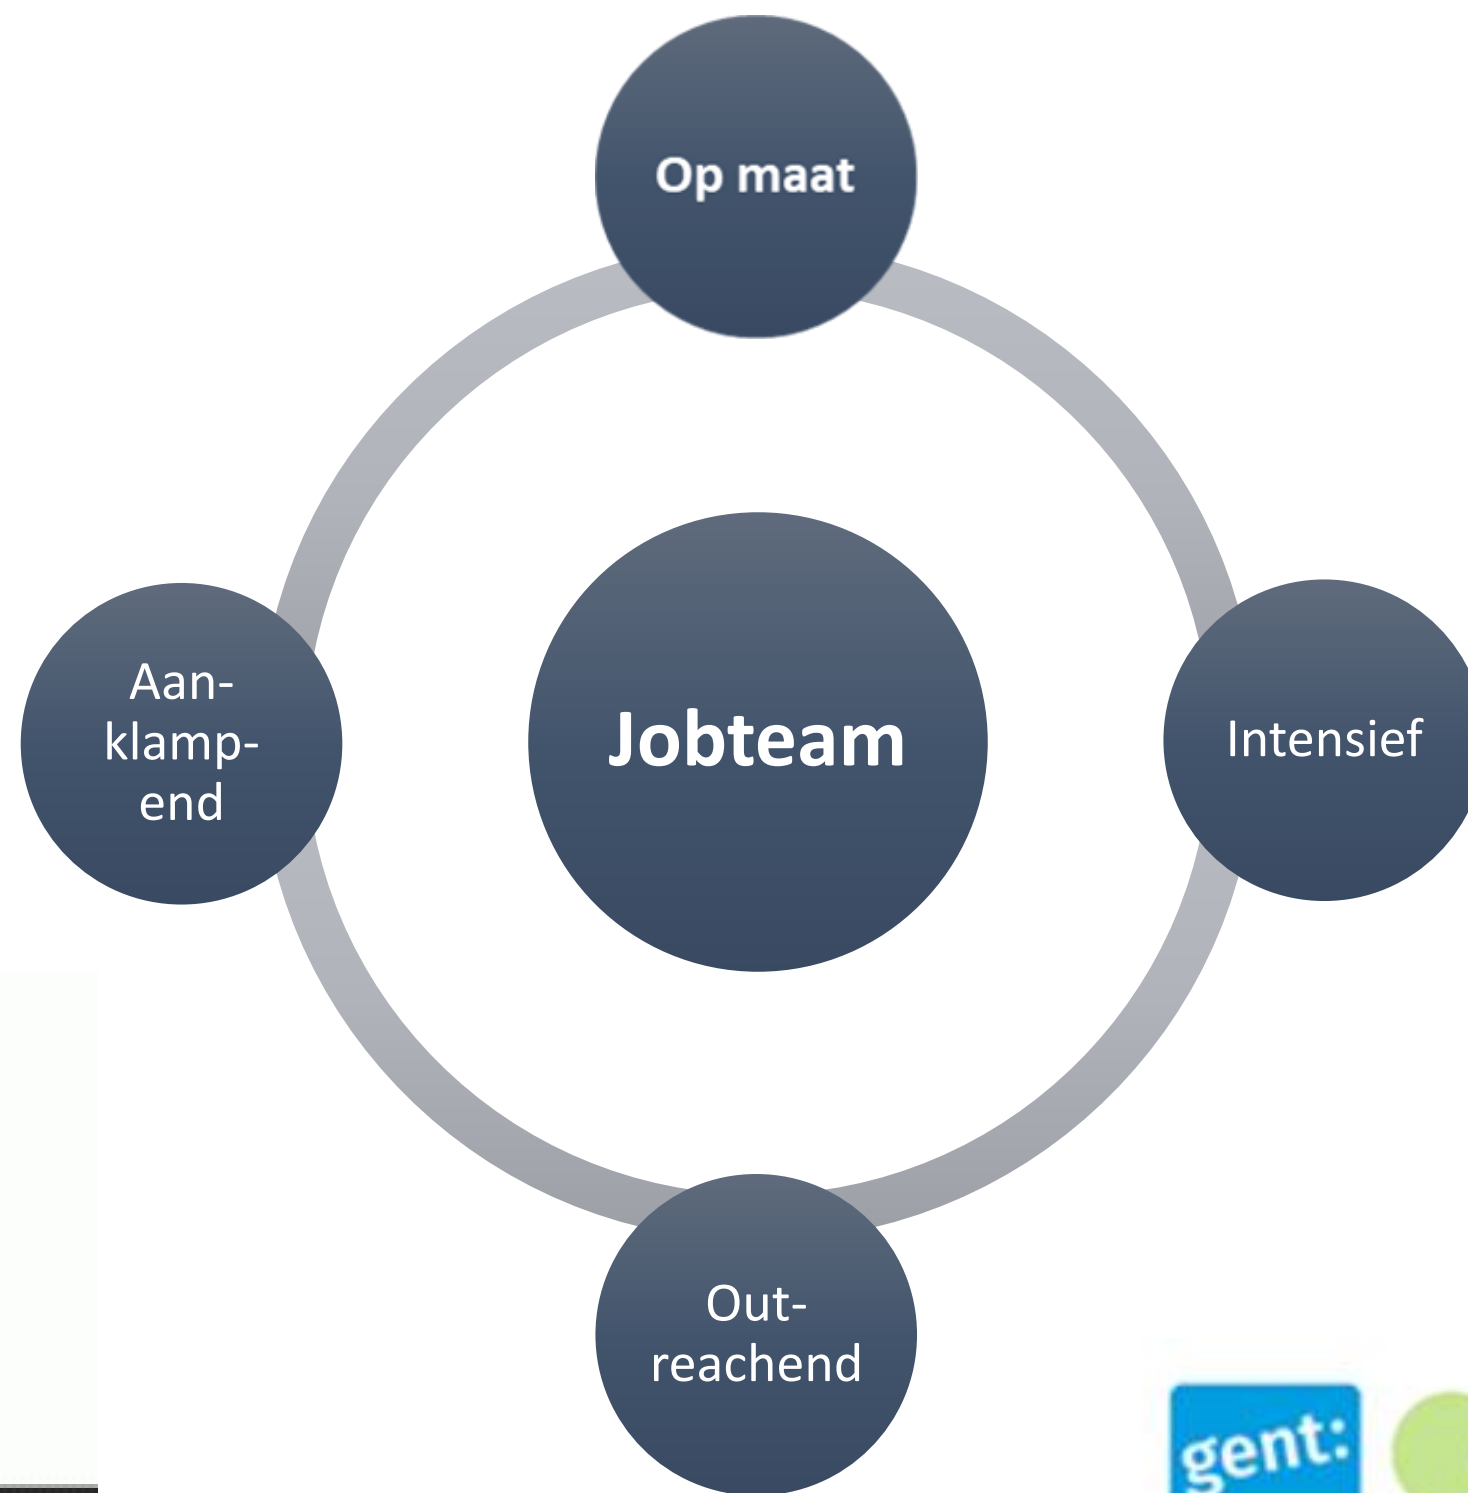 Op maat
Aan-
klamp-
end
Jobteam
Intensief
Out-
reachend
gent: